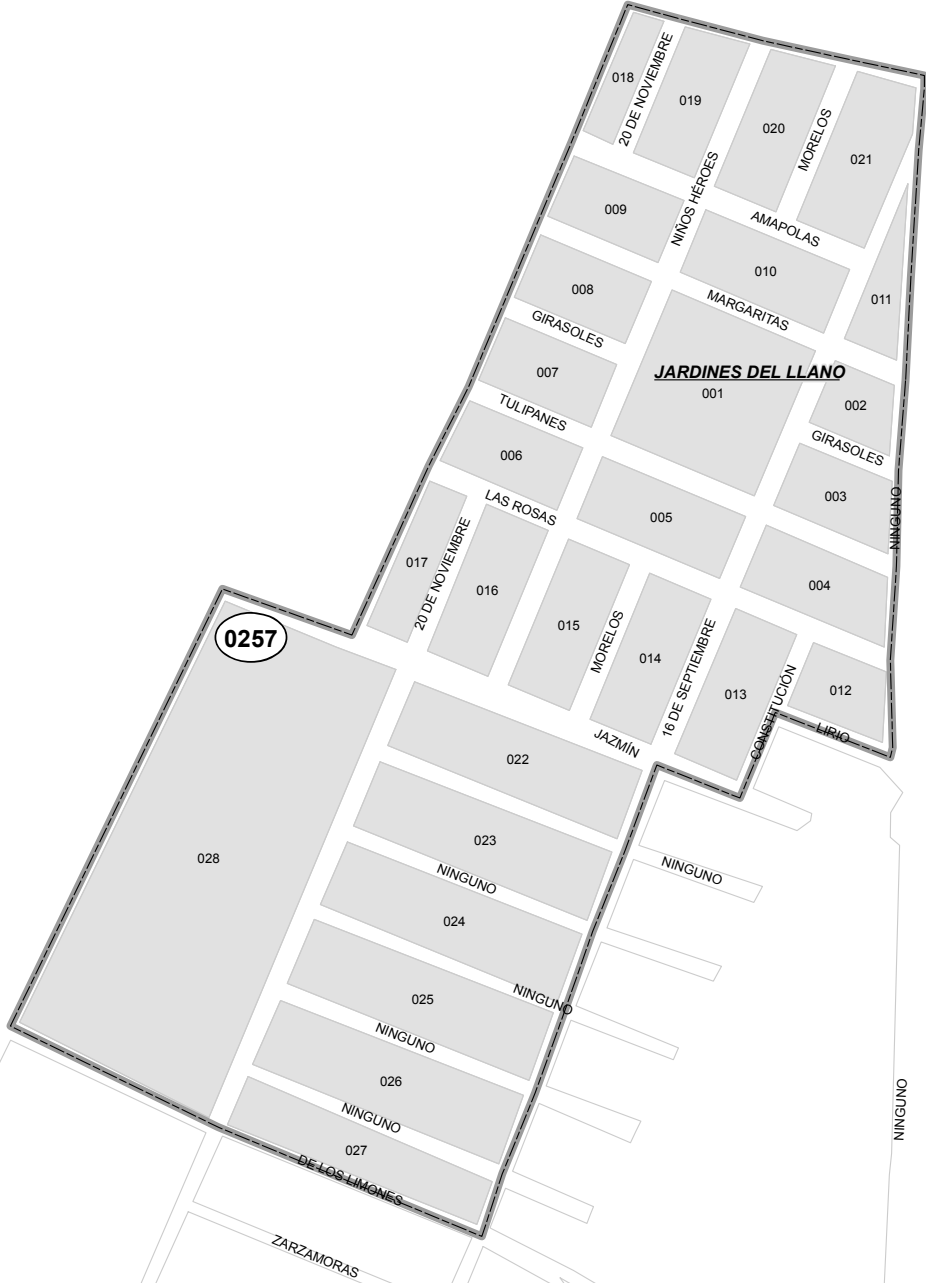 018
20 DE NOVIEMBRE
019
020
MORELOS
021
009
NIÑOS HÉROES
AMAPOLAS
010
008
MARGARITAS
011
GIRASOLES
007
JARDINES DEL LLANO
001
002
TULIPANES
GIRASOLES
006
003
NINGUNO
LAS ROSAS
005
017
20 DE NOVIEMBRE
016
004
015
MORELOS
014
16 DE SEPTIEMBRE
013
CONSTITUCIÓN
012
LIRIO
0257
JAZMÍN
022
023
028
NINGUNO
NINGUNO
024
025
NINGUNO
NINGUNO
026
NINGUNO
NINGUNO
027
DE LOS LIMONES
ZARZAMORAS